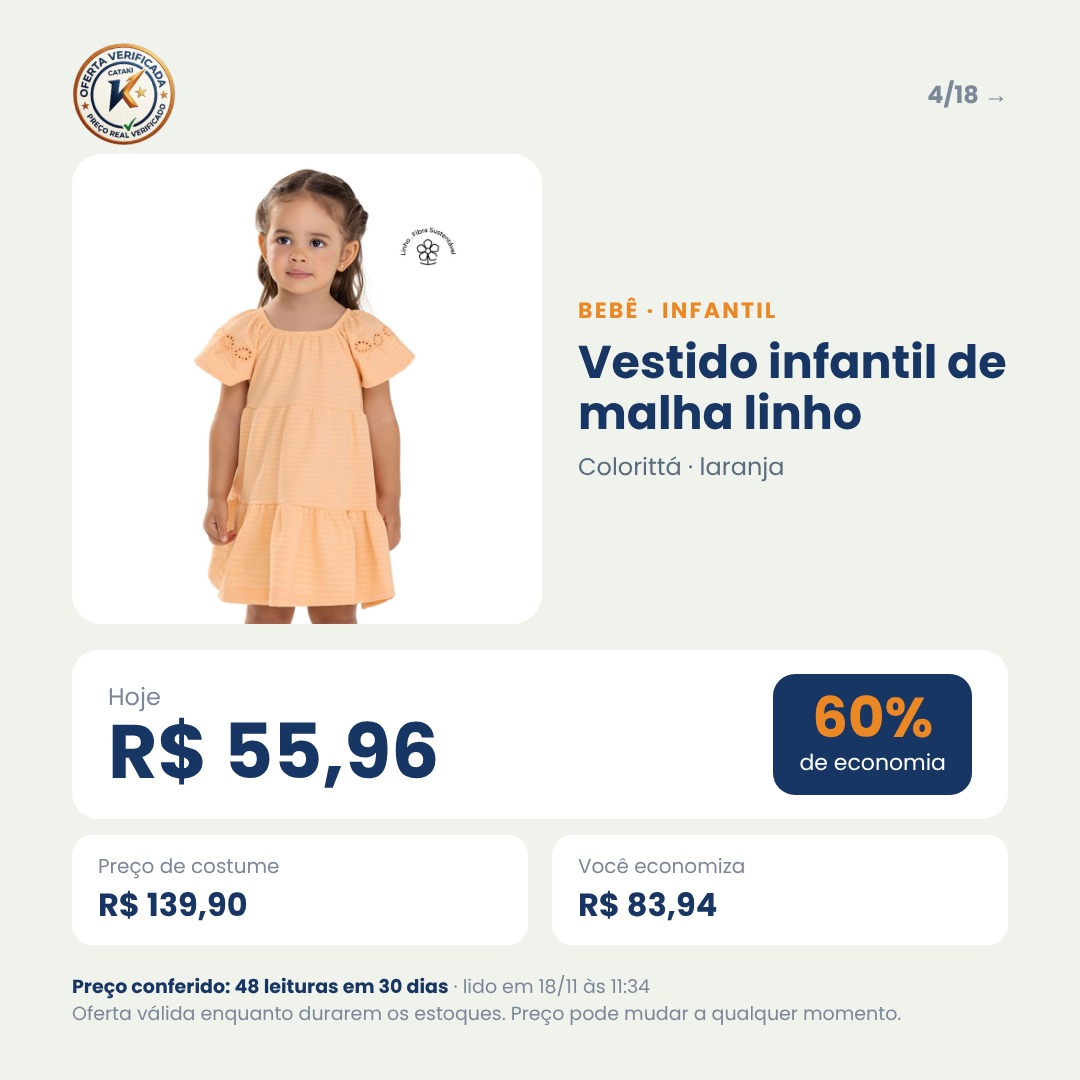 OFERTA VERIFICADA
CATAKI
K
PREÇO REAL VERIFICADO
4/18 →
Linho . Fibra Sustentável
BEBÊ · INFANTIL
Vestido infantil de
malha linho
Colorittá · laranja
Hoje
R$ 55,96
60%
de economia
Preço de costume
R$ 139,90
Você economiza
R$ 83,94
Preço conferido: 48 leituras em 30 dias · lido em 18/11 às 11:34
Oferta válida enquanto durarem os estoques. Preço pode mudar a qualquer momento.